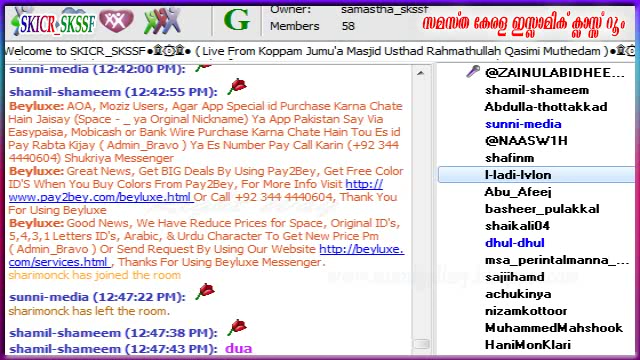 SKICR_SKSSF
G
Owner: samastha_skssf
Members 58
സമസ്ത കേരള ഇസ്ലാമിക് ക്ലാസ്സ് റൂം
Welcome to SKICR_SKSSF ( Live From Koppam Jumu'a Masjid Usthad Rahmathullah Qasimi Muthedam )
sunni-media (12:42:00 PM):
shamil-shameem (12:42:55 PM):
Beyluxe: AOA, Moziz Users, Agar App Special id Purchase Karna Chate
Hain Jaisay (Space - _ ya Orginal Nickname) Ya App Pakistan Say Via
Easypaisa, Mobicash or Bank Wire Purchase Karna Chate Hain Tou Es id
Pay Rabta Kijay ( Admin_Bravo ) Ya Es Number Pay Call Karin (+92 344
4440604) Shukriya Messenger
Beyluxe: Great News, Get BIG Deals By Using Pay2Bey, Get Free Color
ID'S When You Buy Colors From Pay2Bey, For More Info Visit http://
www.pay2bey.com/beyluxe.html Or Call +92 344 4440604, Thank You
For Using Beyluxe
Beyluxe: Good News, We Have Reduce Prices for Space, Original ID's,
5,4,3,1 Letters ID's, Arabic, & Urdu Character To Get New Price Pm
( Admin_Bravo ) Or Send Request By Using Our Website http://beyluxe.
com/services.html , Thanks For Using Beyluxe Messenger.
sharimonck has joined the room
sunni-media (12:47:22 PM):
sharimonck has left the room.
shamil-shameem (12:47:38 PM):
shamil-shameem (12:47:43 PM): dua
@ZAINULABIDHEE...
shamil-shameem
Abdulla-thottakkad
sunni-media
@NAASW1H
shafinm
I-ladi-Ivlon
Abu_Afeej
basheer_pulakkal
shaikali04
dhul-dhul
msa_perintalmanna_...
sajiihamd
achukinya
nizamkottoor
MuhammedMahshook
HaniMonKlari